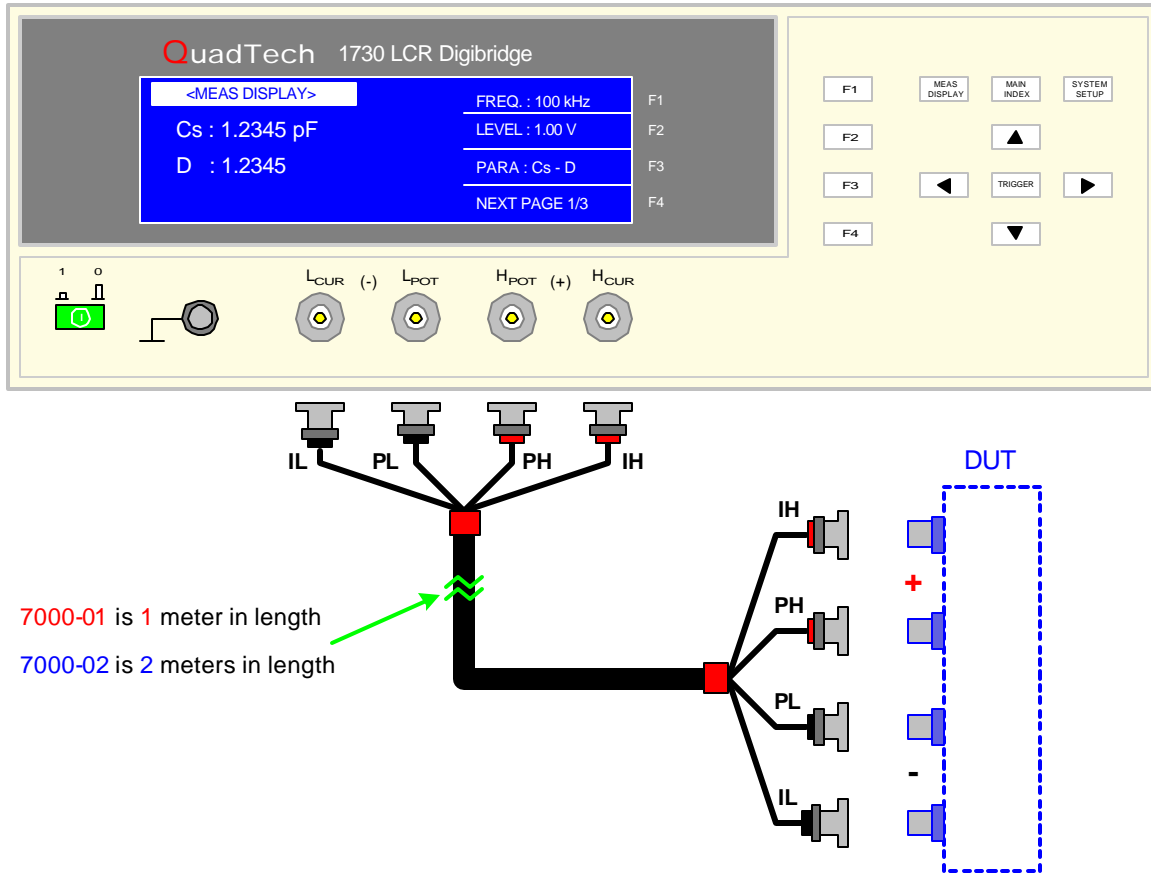 QuadTech 1730 LCR Digibridge
<MEAS DISPLAY>
Cs : 1.2345 pF
D : 1.2345
FREQ. : 100 kHz F1
LEVEL : 1.00 V F2
PARA : Cs - D F3
NEXT PAGE 1/3 F4
F1
F2
F3
F4
MEAS DISPLAY
MAIN INDEX
SYSTEM SETUP
TRIGGER
1 0
LCUR (-) LPOT HPOT (+) HCUR
IL PL PH IH
DUT
IH
+
PH
PL
-
IL
7000-01 is 1 meter in length
7000-02 is 2 meters in length